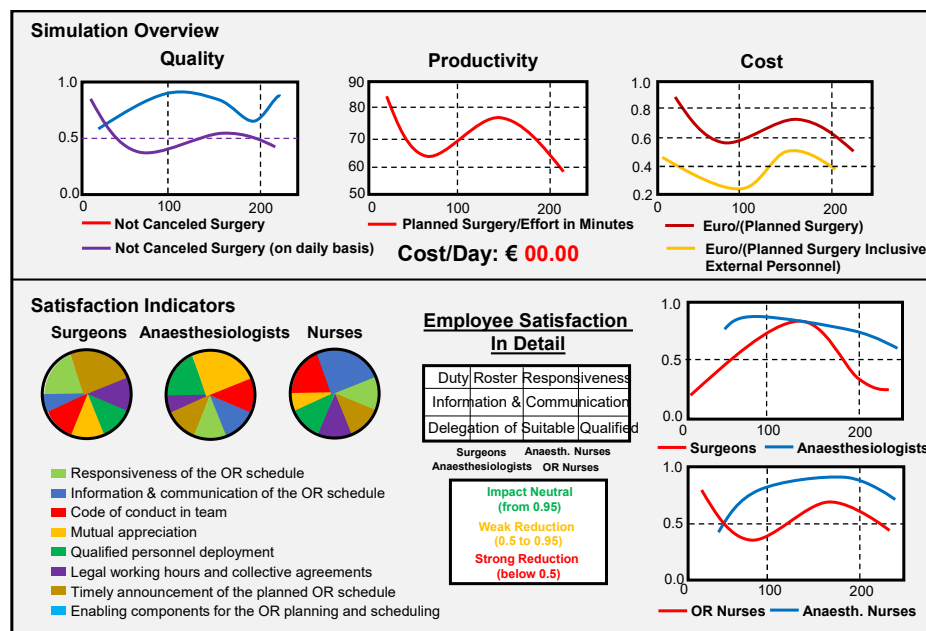 Simulation Overview
Quality
Productivity
Cost
1.0
0.5
0.0
0
100
200
Not Canceled Surgery
Not Canceled Surgery (on daily basis)
90
80
70
60
50
0
100
200
Planned Surgery/Effort in Minutes
Cost/Day: € 00.00
1.0
0.8
0.6
0.4
0.2
0
100
200
Euro/(Planned Surgery)
Euro/(Planned Surgery Inclusive
External Personnel)
Satisfaction Indicators
Surgeons
Anaesthesiologists
Nurses
Responsiveness of the OR schedule
Information & communication of the OR schedule
Code of conduct in team
Mutual appreciation
Qualified personnel deployment
Legal working hours and collective agreements
Timely announcement of the planned OR schedule
Enabling components for the OR planning and scheduling
Employee Satisfaction
In Detail
Duty Roster Responsiveness
Information & Communication
Delegation of Suitable Qualified
Surgeons Anaesth. Nurses
Anaesthesiologists OR Nurses
Impact Neutral
(from 0.95)
Weak Reduction
(0.5 to 0.95)
Strong Reduction
(below 0.5)
1.0
0.5
0.0
0
100
200
Surgeons
Anaesthesiologists
1.0
0.5
0.0
0
100
200
OR Nurses
Anaesth. Nurses